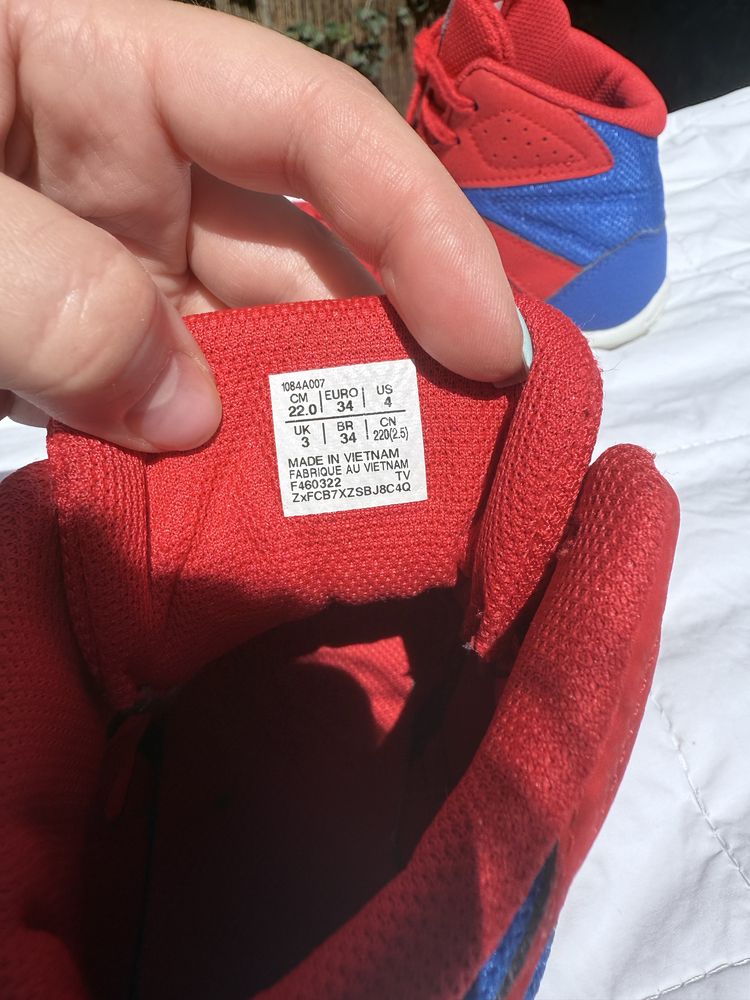 1084A007
CM EURO US
22.0 34 4
UK BR CN
3 34 220(2.5)
MADE IN VIETNAM
FABRIQUE AU VIETNAM
F460322 TV
ZxFCB7XZSBJ8C4Q